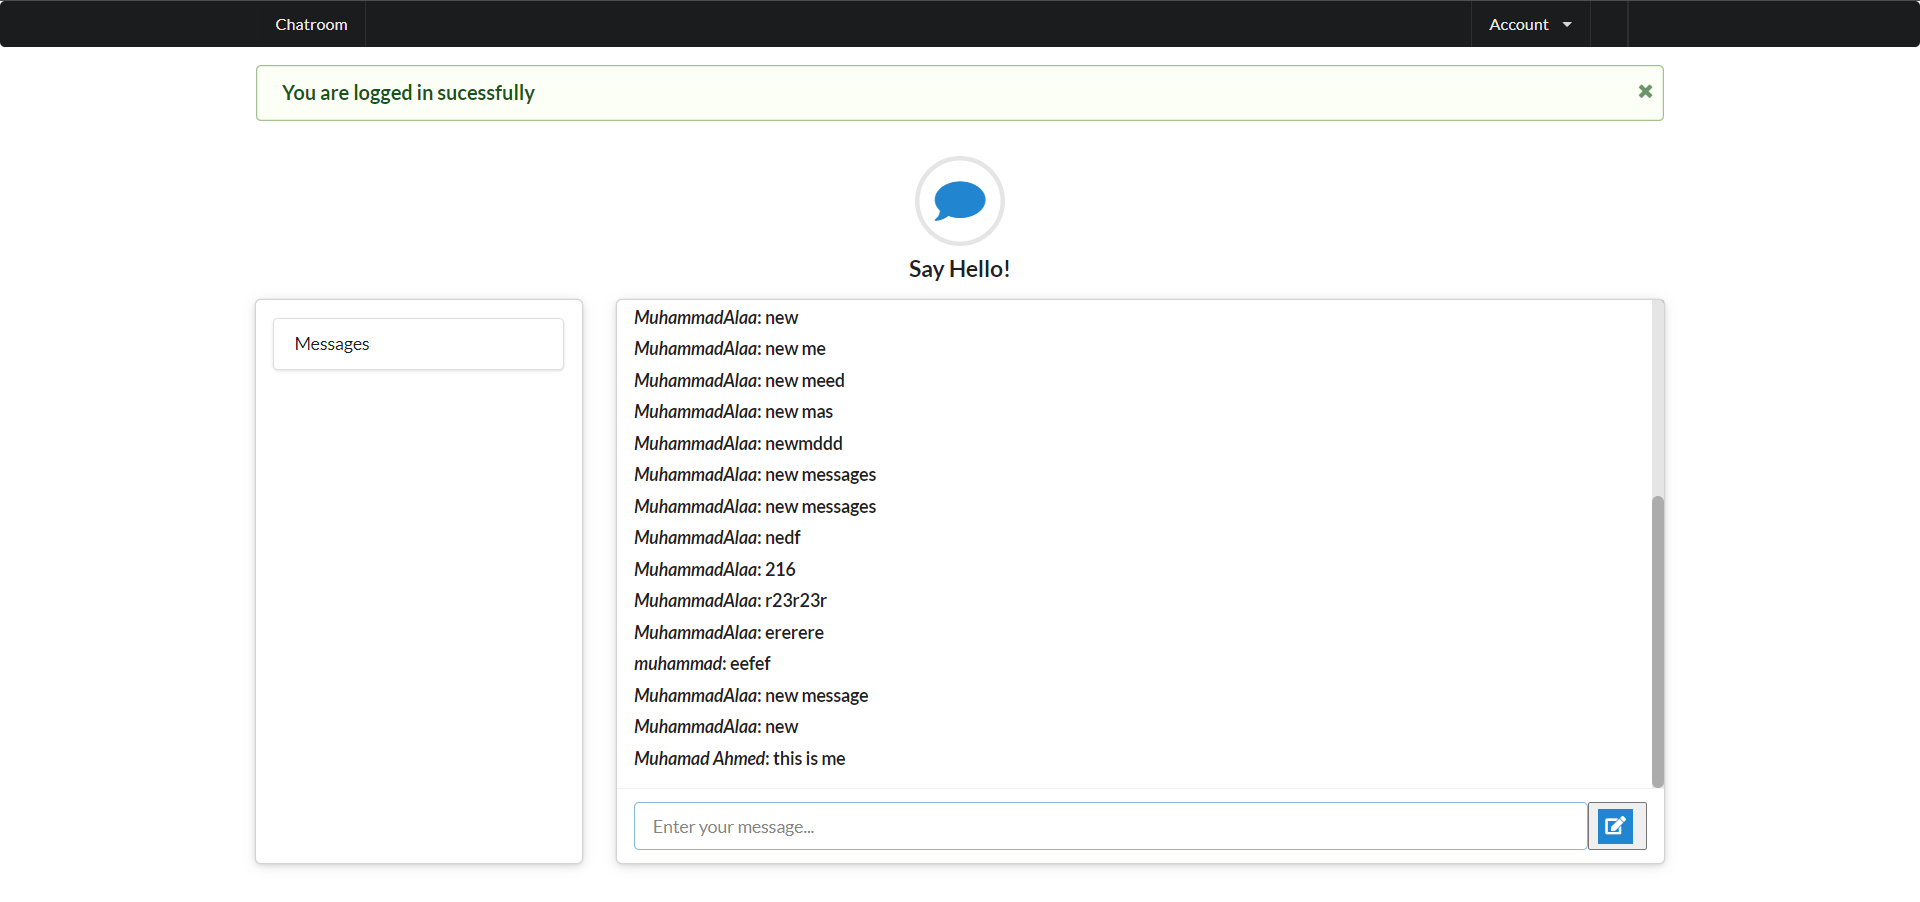 Chatroom
Account
You are logged in sucessfully
Say Hello!
Messages
MuhammadAlaa: new
MuhammadAlaa: new me
MuhammadAlaa: new meed
MuhammadAlaa: new mas
MuhammadAlaa: newmddd
MuhammadAlaa: new messages
MuhammadAlaa: new messages
MuhammadAlaa: nedf
MuhammadAlaa: 216
MuhammadAlaa: r23r23r
MuhammadAlaa: ererere
muhammad: eefef
MuhammadAlaa: new message
MuhammadAlaa: new
Muhamad Ahmed: this is me
Enter your message...